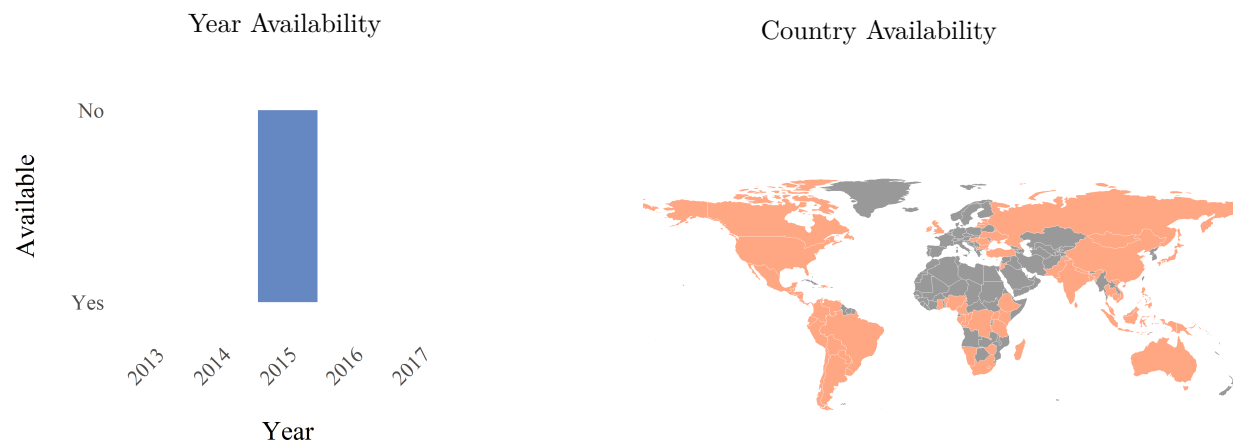 Year Availability
Country Availability
No
Available
Yes
2013
2014
2015
2016
2017
Year